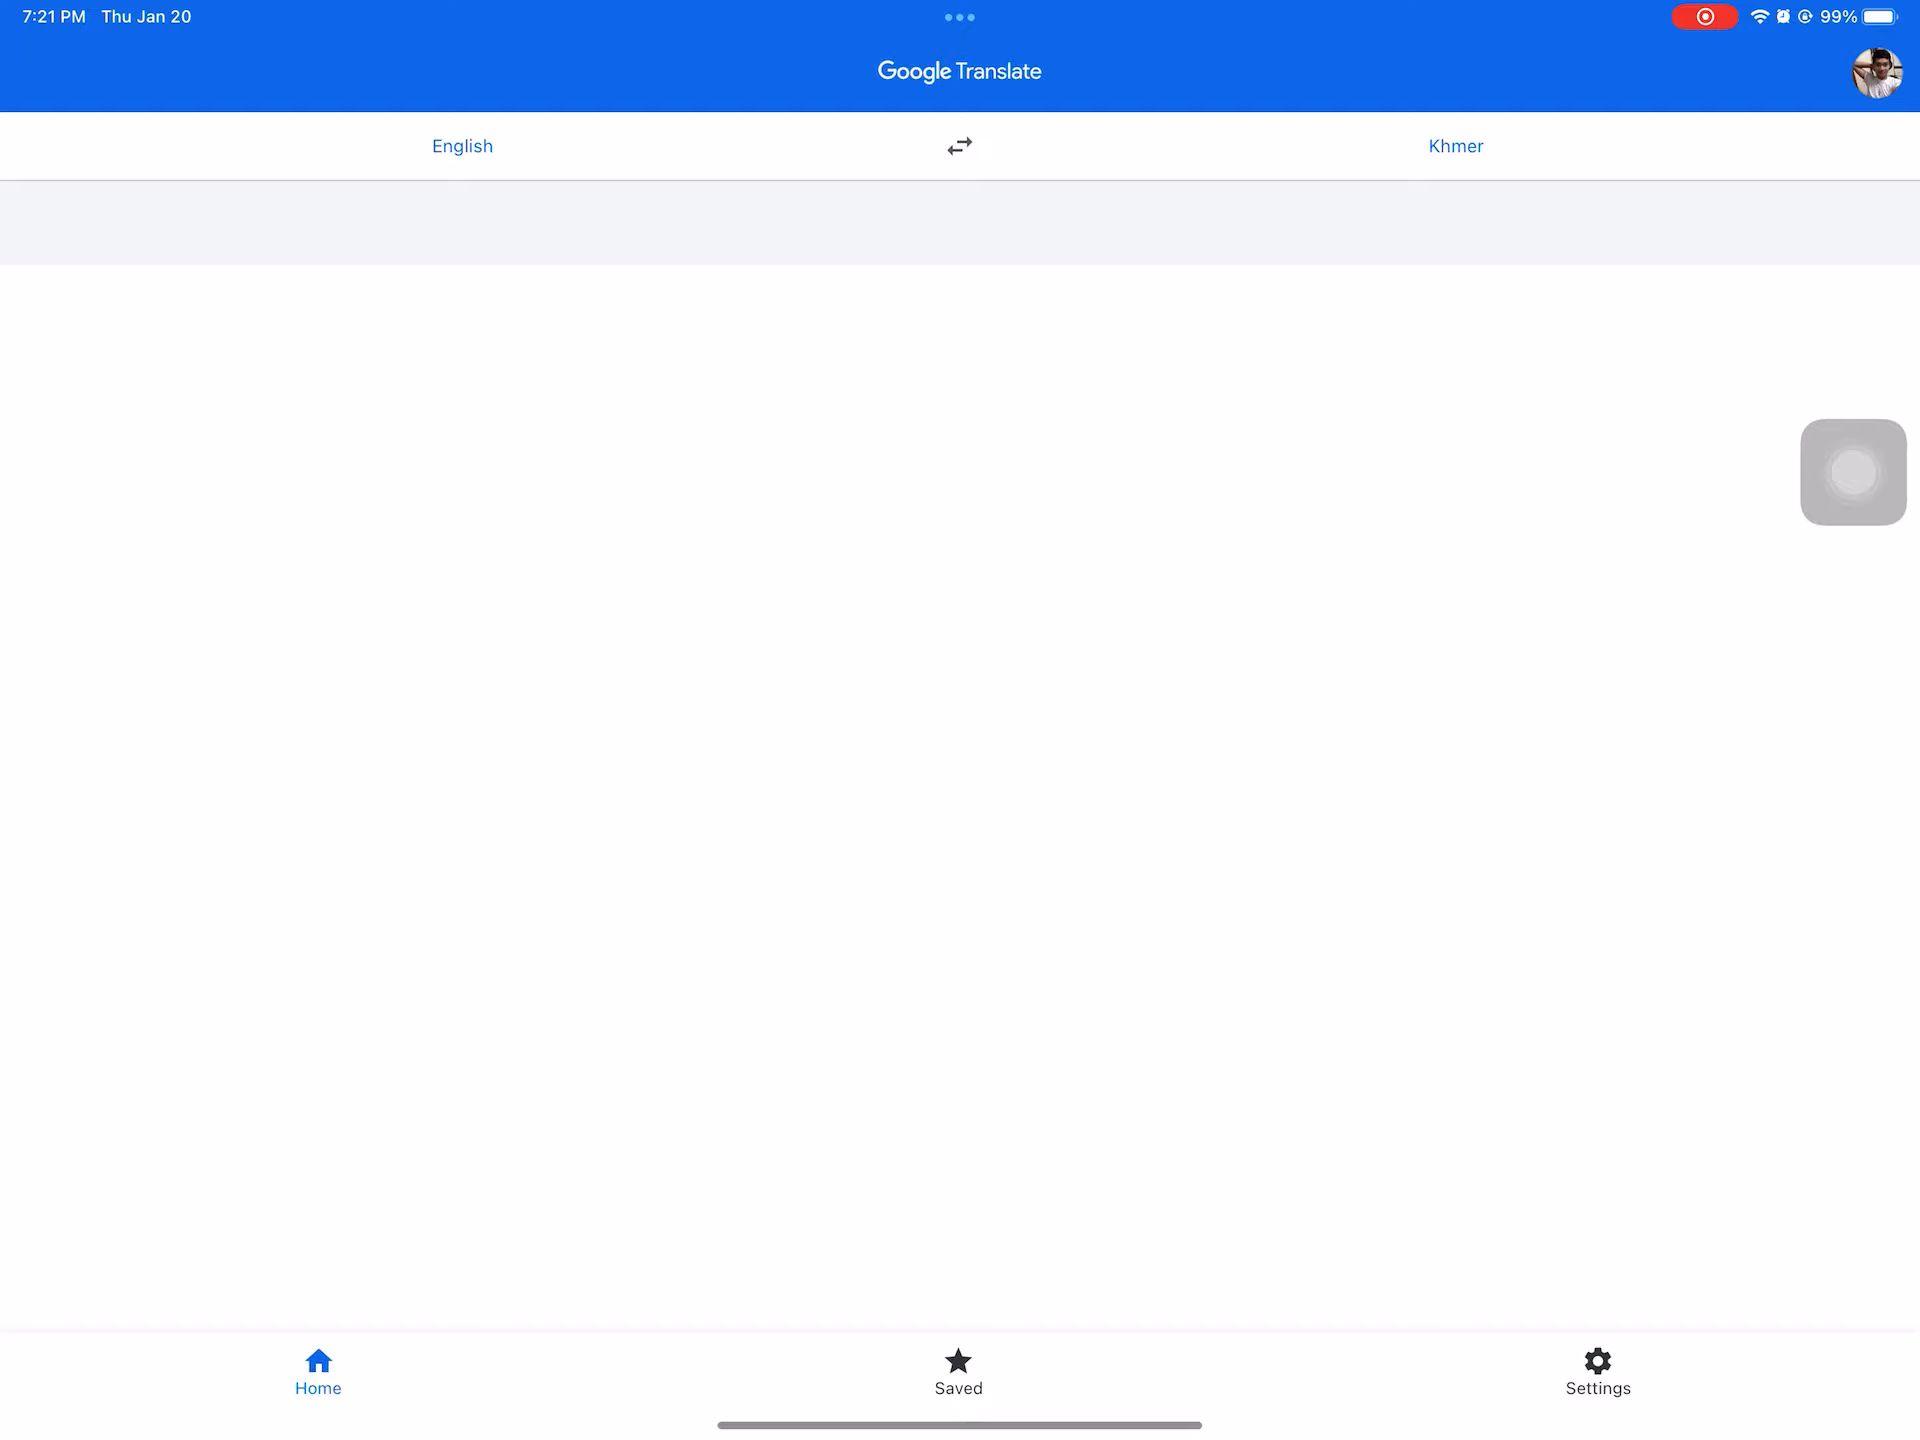 7:21 PM Thu Jan 20
99%
Google Translate
English
Khmer
Home
Saved
Settings